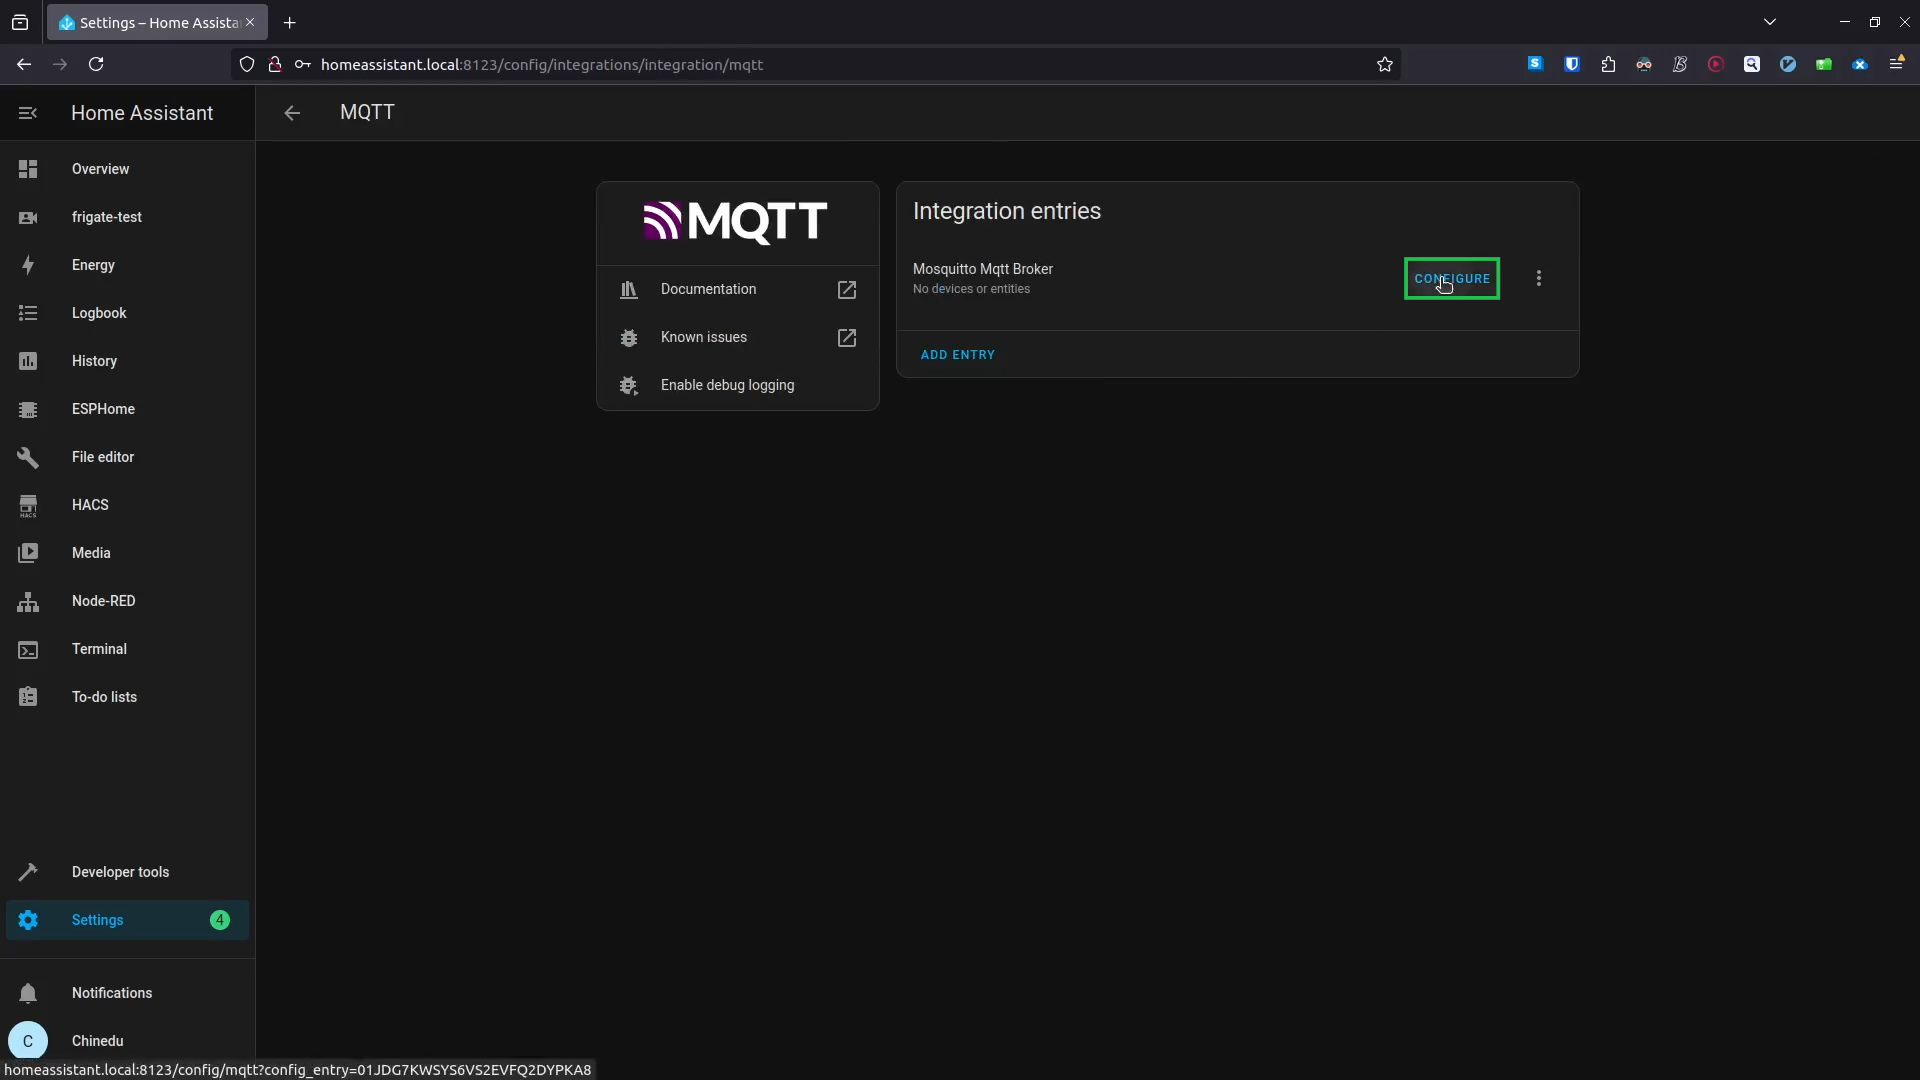 Settings – Home Assista
homeassistant.local:8123/config/integrations/integration/mqtt
Home Assistant
MQTT
Overview
frigate-test
Energy
Logbook
History
ESPHome
File editor
HACS
HACS
Media
Node-RED
Terminal
To-do lists
Developer tools
Settings
4
Notifications
C
Chinedu
MQTT
Documentation
Known issues
Enable debug logging
Integration entries
Mosquitto Mqtt Broker
No devices or entities
CONFIGURE
ADD ENTRY
homeassistant.local:8123/config/mqtt?config_entry=01JDG7KWSYS6VS2EVFQ2DYPKA8